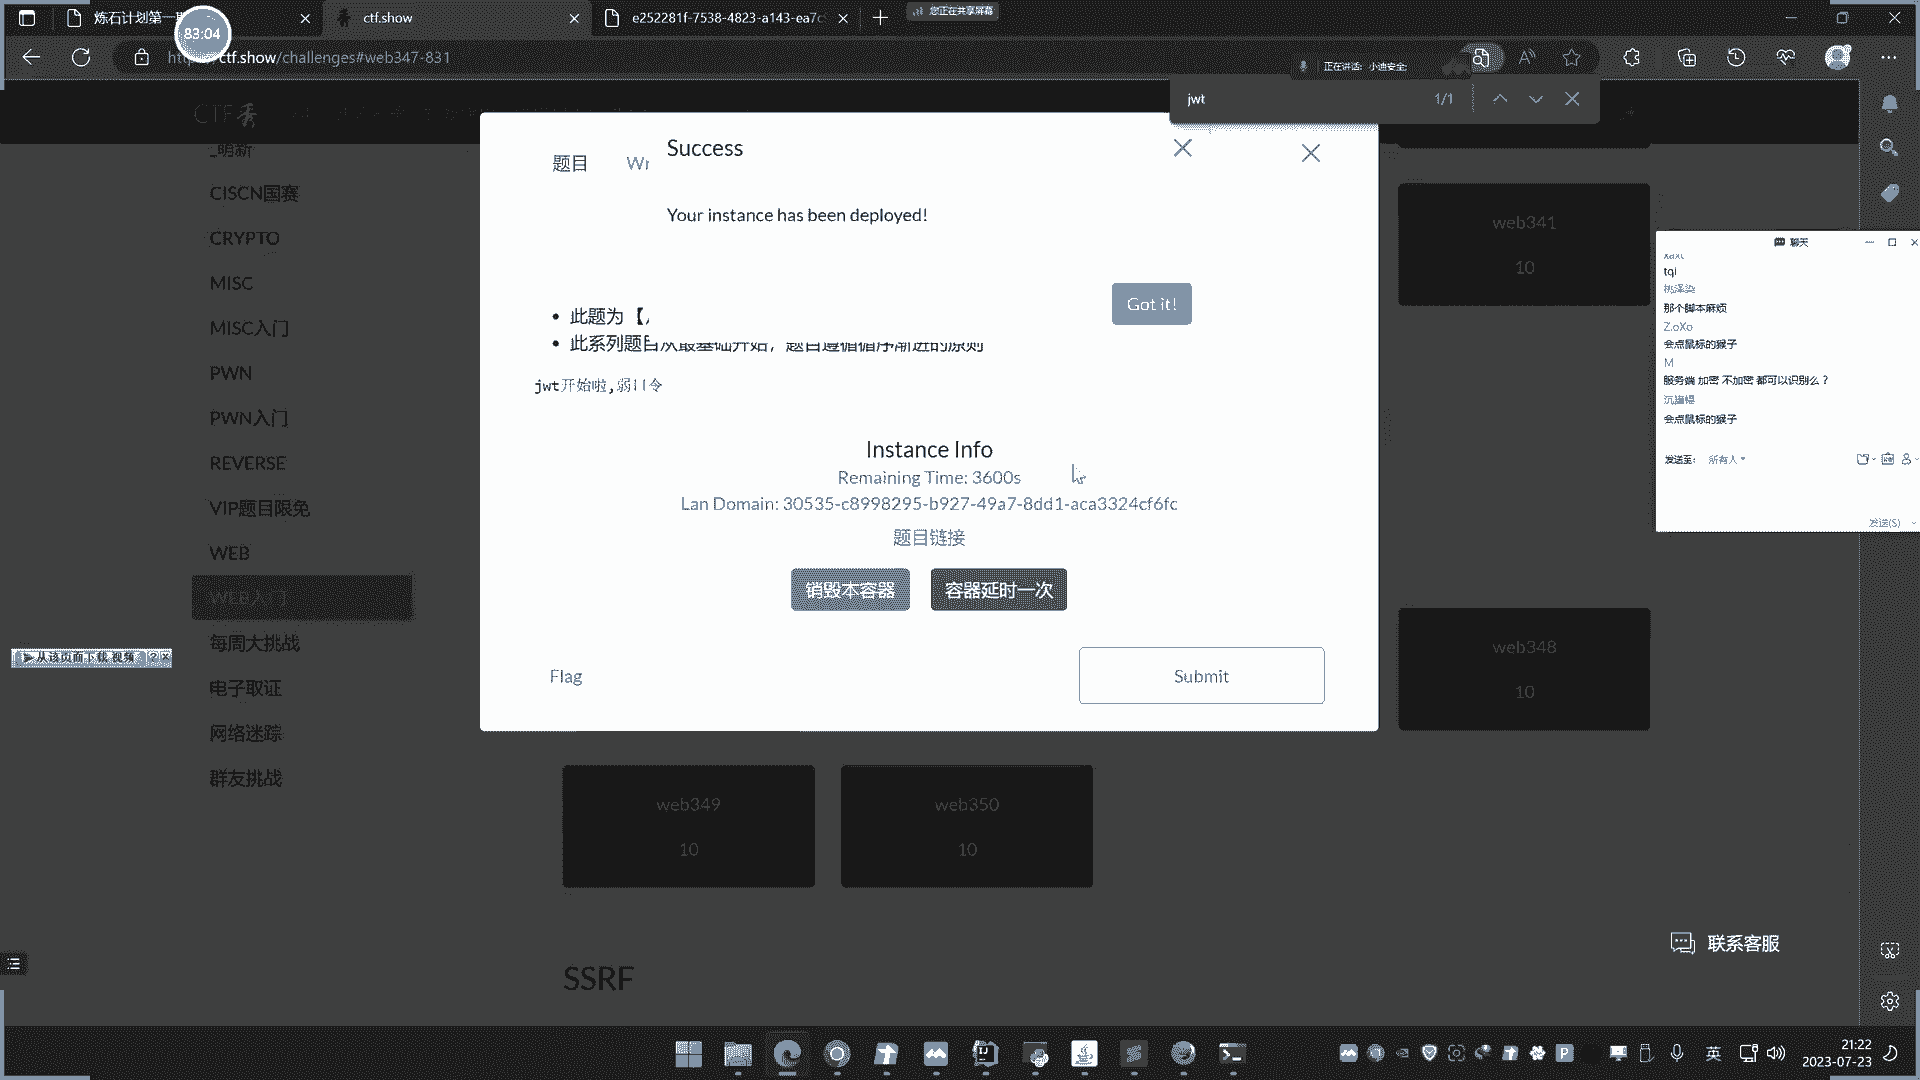 ctf.show
e252281f-7538-4823-a143-ea7c
您正在共享屏幕
炼石计划第一
83:04
ctf.show/challenges#web347-831
正在讲话: 小迪安全;
jwt
1/1
CTF秀
_萌新
CISCN国赛
CRYPTO
MISC
MISC入门
PWN
PWN入门
REVERSE
VIP题目限免
WEB
WEB入门
每周大挑战
电子取证
网络迷踪
群友挑战
题目
Wr
Success
Your instance has been deployed!
Got it!
此题为 【
此系列题目从最基础开始，题目遵循循序渐进的原则
jwt开始啦,弱口令
Instance Info
Remaining Time: 3600s
Lan Domain: 30535-c8998295-b927-49a7-8dd1-aca3324cf6fc
题目链接
销毁本容器
容器延时一次
Flag
Submit
web341
10
web348
10
web349
10
web350
10
SSRF
聊天
tql
那个脚本麻烦
Z.oXo
会点鼠标的猴子
M
服务端 加密 不加密 都可以识别么？
会点鼠标的猴子
发送至:
所有人
发送(S)
从该页面下载视频
联系客服
英
21:22
2023-07-23